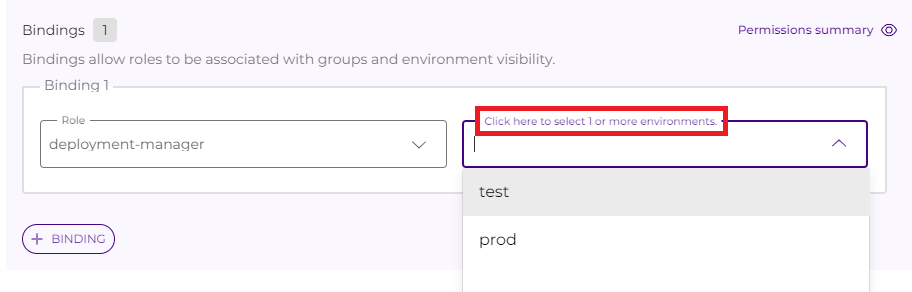 Bindings 1
Permissions summary
Bindings allow roles to be associated with groups and environment visibility.
Binding 1
Role
deployment-manager
Click here to select 1 or more environments.
test
prod
+ BINDING